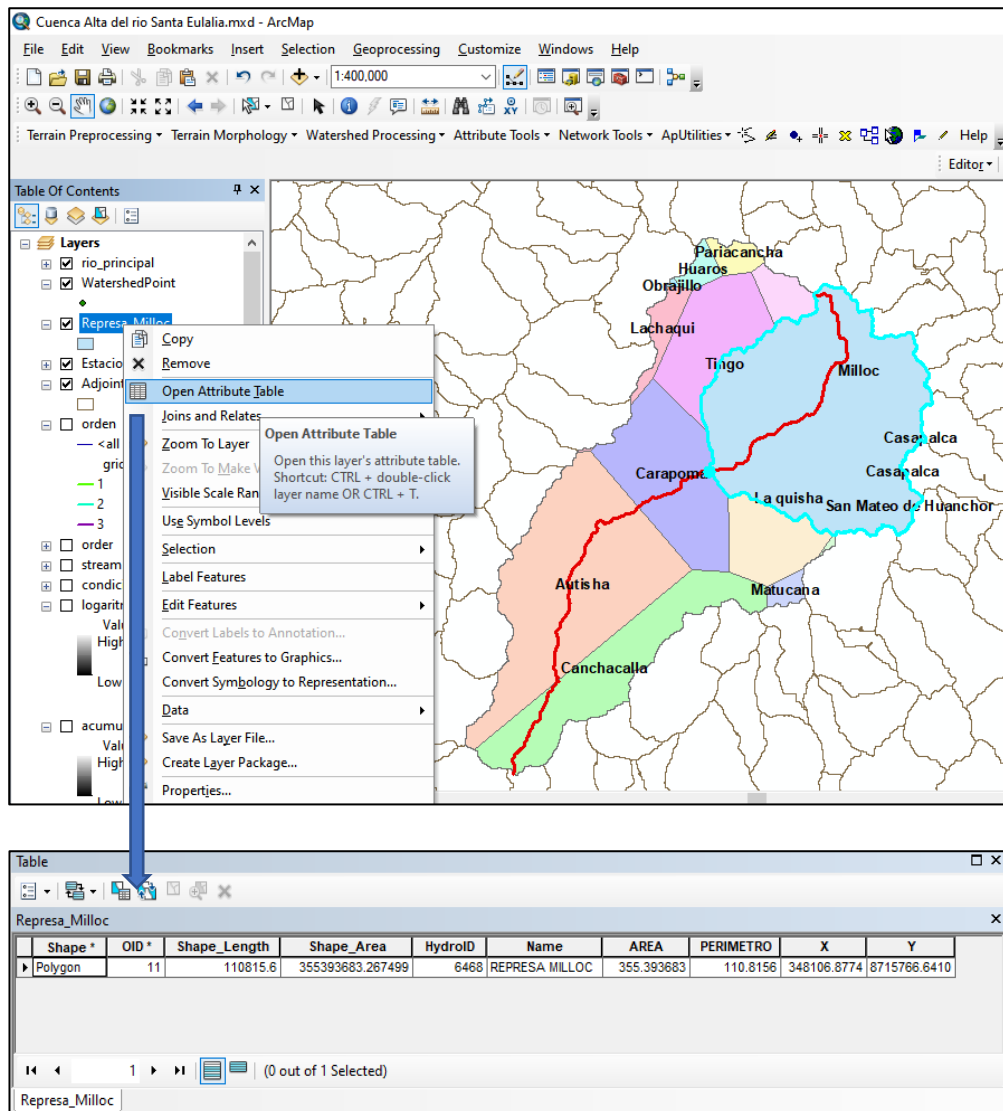 Cuenca Alta del rio Santa Eulalia.mxd - ArcMap
File Edit View Bookmarks Insert Selection Geoprocessing Customize Windows Help
1:400,000
Terrain Preprocessing Terrain Morphology Watershed Processing Attribute Tools Network Tools ApUtilities Help
Editor
Table Of Contents
Layers
rio_principal
WatershedPoint
Represa_Milloc
Estacio
Adjoint
orden
<all
gric
1
2
3
order
stream
condic
logaritr
Valu
High
Low
acumu
Valu
High
Low
Copy
Remove
Open Attribute Table
Joins and Relates
Zoom To Layer
Zoom To Make V
Visible Scale Ran
Use Symbol Levels
Selection
Label Features
Edit Features
Convert Labels to Annotation...
Convert Features to Graphics...
Convert Symbology to Representation...
Data
Save As Layer File...
Create Layer Package...
Properties...
Open Attribute Table
Open this layer's attribute table.
Shortcut: CTRL + double-click
layer name OR CTRL + T.
Pariacancha
Huaros
Obrajillo
Lachaqui
Tingo
Milloc
Casapalca
Carapoma
Casapalca
La quisha
San Mateo de Huanchor
Autisha
Matucana
Canchacalla
Table
Represa_Milloc
Shape * OID * Shape_Length Shape_Area HydroID Name AREA PERIMETRO X Y
Polygon 11 110815.6 355393683.267499 6468 REPRESA MILLOC 355.393683 110.8156 348106.8774 8715766.6410
1 (0 out of 1 Selected)
Represa_Milloc